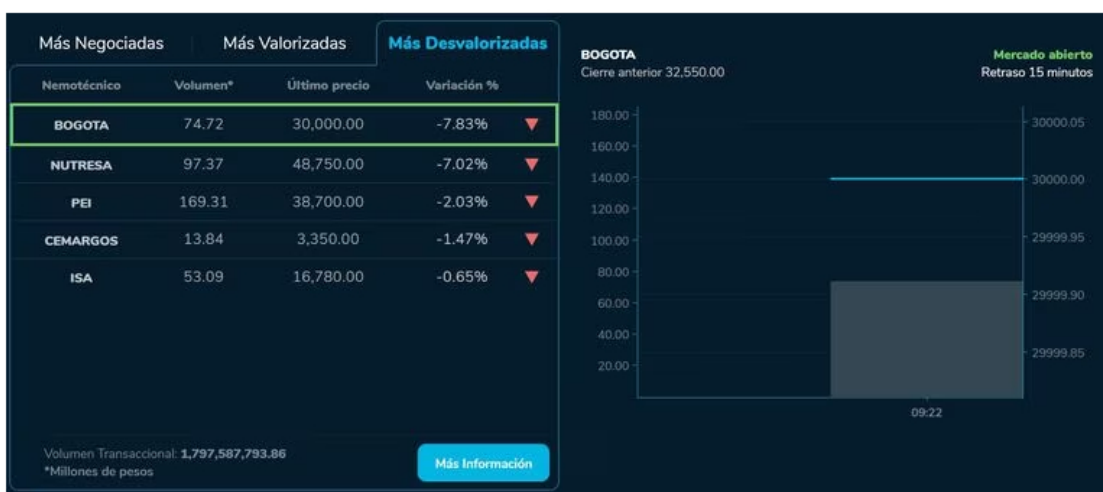 Más Negociadas Más Valorizadas Más Desvalorizadas
Nemotécnico Volumen* Último precio Variación %
BOGOTA 74.72 30,000.00 -7.83% ▼
NUTRESA 97.37 48,750.00 -7.02% ▼
PEI 169.31 38,700.00 -2.03% ▼
CEMARGOS 13.84 3,350.00 -1.47% ▼
ISA 53.09 16,780.00 -0.65% ▼
Volumen Transaccional: 1,797,587,793.86
*Millones de pesos
Más Información
BOGOTA
Cierre anterior 32,550.00
Mercado abierto
Retraso 15 minutos
180.00
160.00
140.00
120.00
100.00
80.00
60.00
40.00
20.00
30000.05
30000.00
29999.95
29999.90
29999.85
09:22